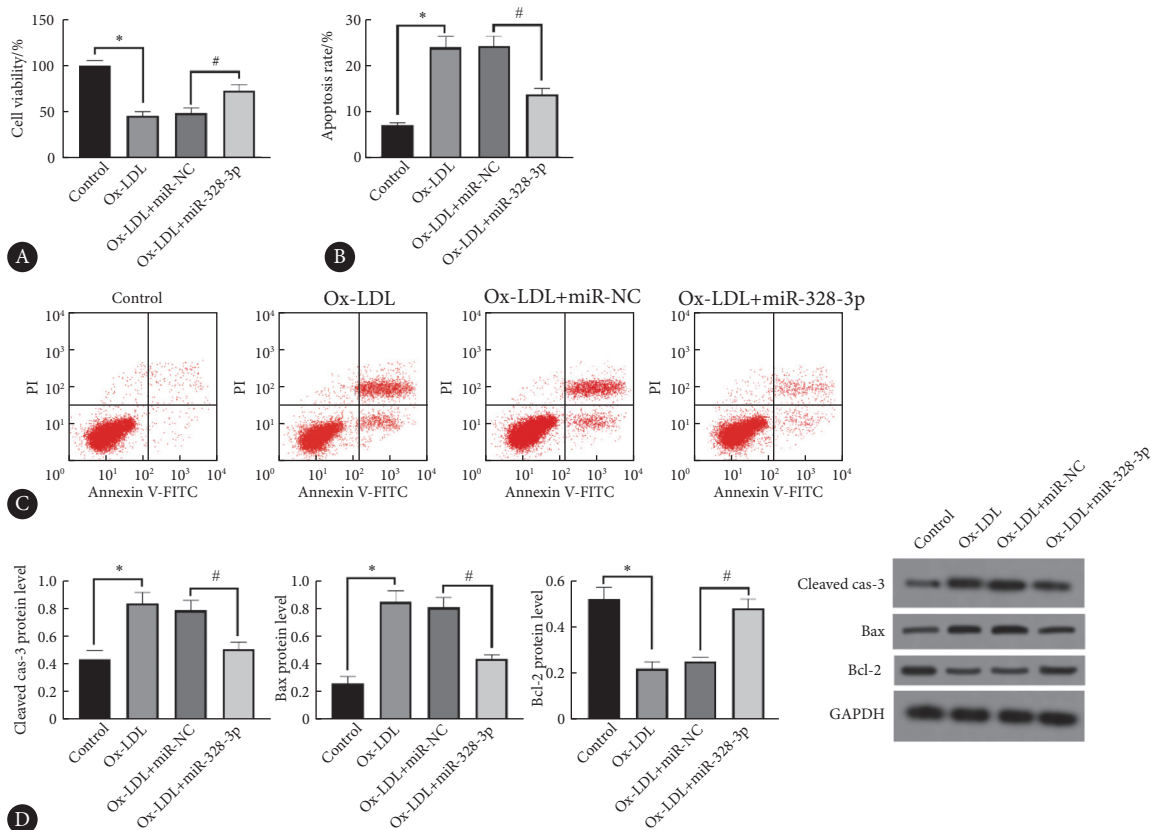 150
100
50
0
Cell viability/%
*
#
Control
Ox-LDL
Ox-LDL+miR-NC
Ox-LDL+miR-328-3p
A
30
20
10
0
Apoptosis rate/%
*
#
Control
Ox-LDL
Ox-LDL+miR-NC
Ox-LDL+miR-328-3p
B
Control
10⁴
10³
10²
10¹
10⁰
PI
10¹
10²
10³
10⁴
Annexin V-FITC
Ox-LDL
10⁴
10³
10²
10¹
10⁰
PI
10¹
10²
10³
10⁴
Annexin V-FITC
Ox-LDL+miR-NC
10⁴
10³
10²
10¹
10⁰
PI
10¹
10²
10³
10⁴
Annexin V-FITC
Ox-LDL+miR-328-3p
10⁴
10³
10²
10¹
10⁰
PI
10¹
10²
10³
10⁴
Annexin V-FITC
C
1.0
0.8
0.6
0.4
0.2
0
Cleaved cas-3 protein level
*
#
Control
Ox-LDL
Ox-LDL+miR-NC
Ox-LDL+miR-328-3p
1.0
0.8
0.6
0.4
0.2
0
Bax protein level
*
#
Control
Ox-LDL
Ox-LDL+miR-NC
Ox-LDL+miR-328-3p
0.6
0.4
0.2
0
Bcl-2 protein level
*
#
Control
Ox-LDL
Ox-LDL+miR-NC
Ox-LDL+miR-328-3p
Control
Ox-LDL
Ox-LDL+miR-NC
Ox-LDL+miR-328-3p
Cleaved cas-3
Bax
Bcl-2
GAPDH
D